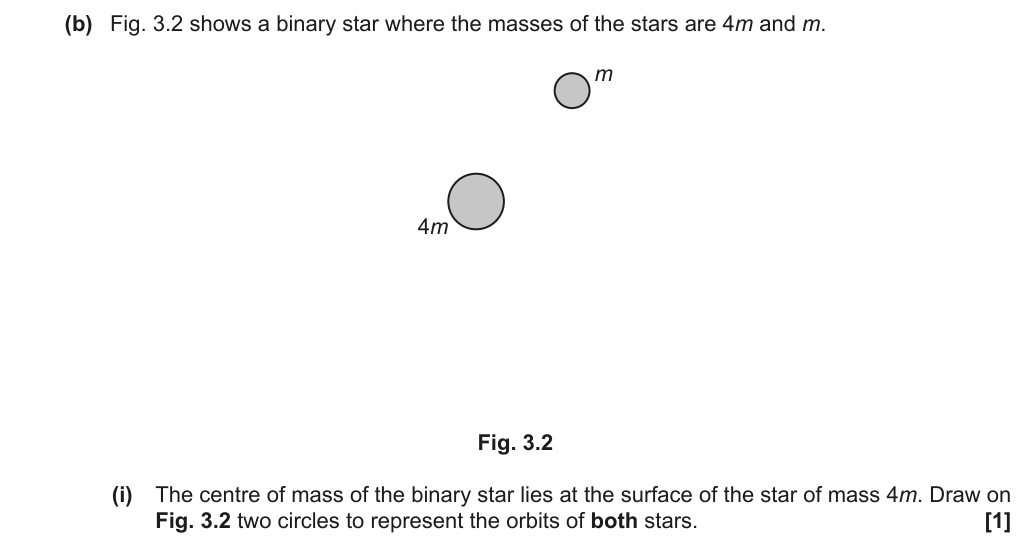 (b) Fig. 3.2 shows a binary star where the masses of the stars are 4m and m.
m
4m
Fig. 3.2
(i) The centre of mass of the binary star lies at the surface of the star of mass 4m. Draw on
Fig. 3.2 two circles to represent the orbits of both stars. [1]